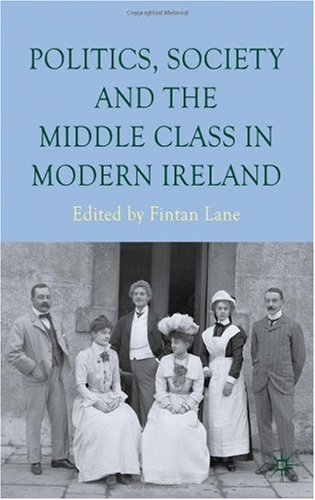 POLITICS, SOCIETY
AND THE
MIDDLE CLASS IN
MODERN IRELAND
Edited by Fintan Lane